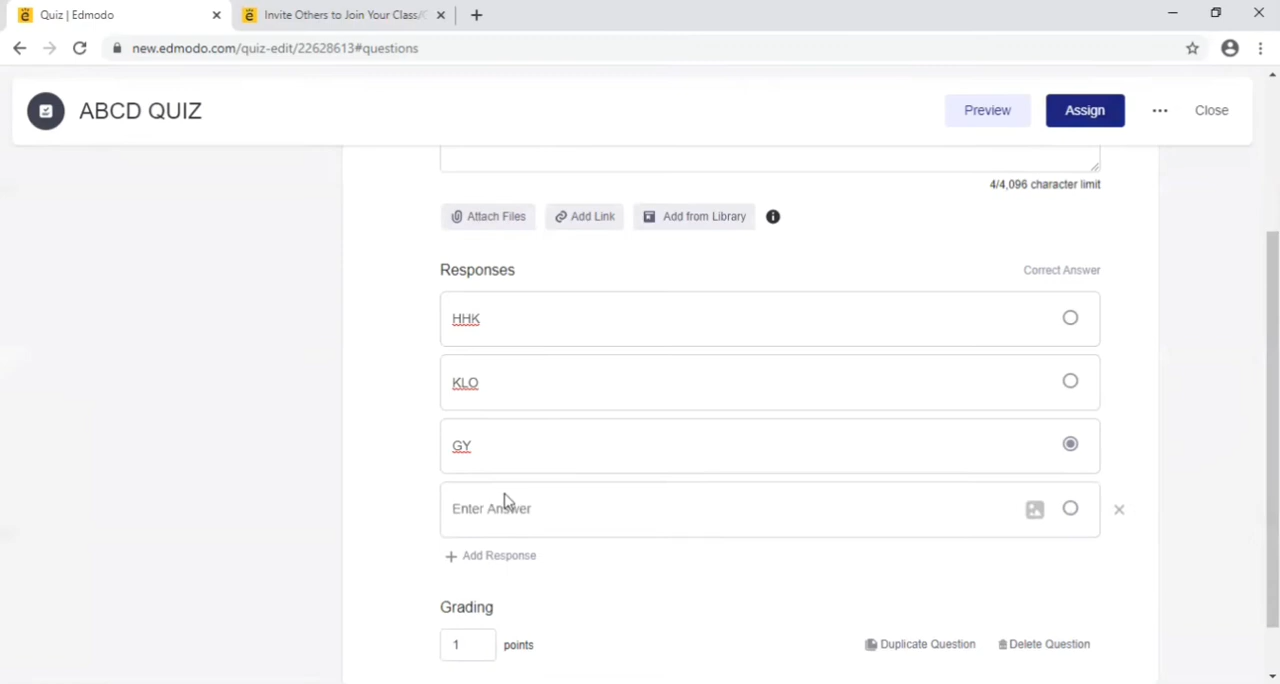 Quiz | Edmodo
Invite Others to Join Your Class/
new.edmodo.com/quiz-edit/22628613#questions
ABCD QUIZ
Preview
Assign
Close
4/4,096 character limit
Attach Files
Add Link
Add from Library
Responses
Correct Answer
HHK
KLO
GY
Enter Answer
+ Add Response
Grading
1 points
Duplicate Question
Delete Question